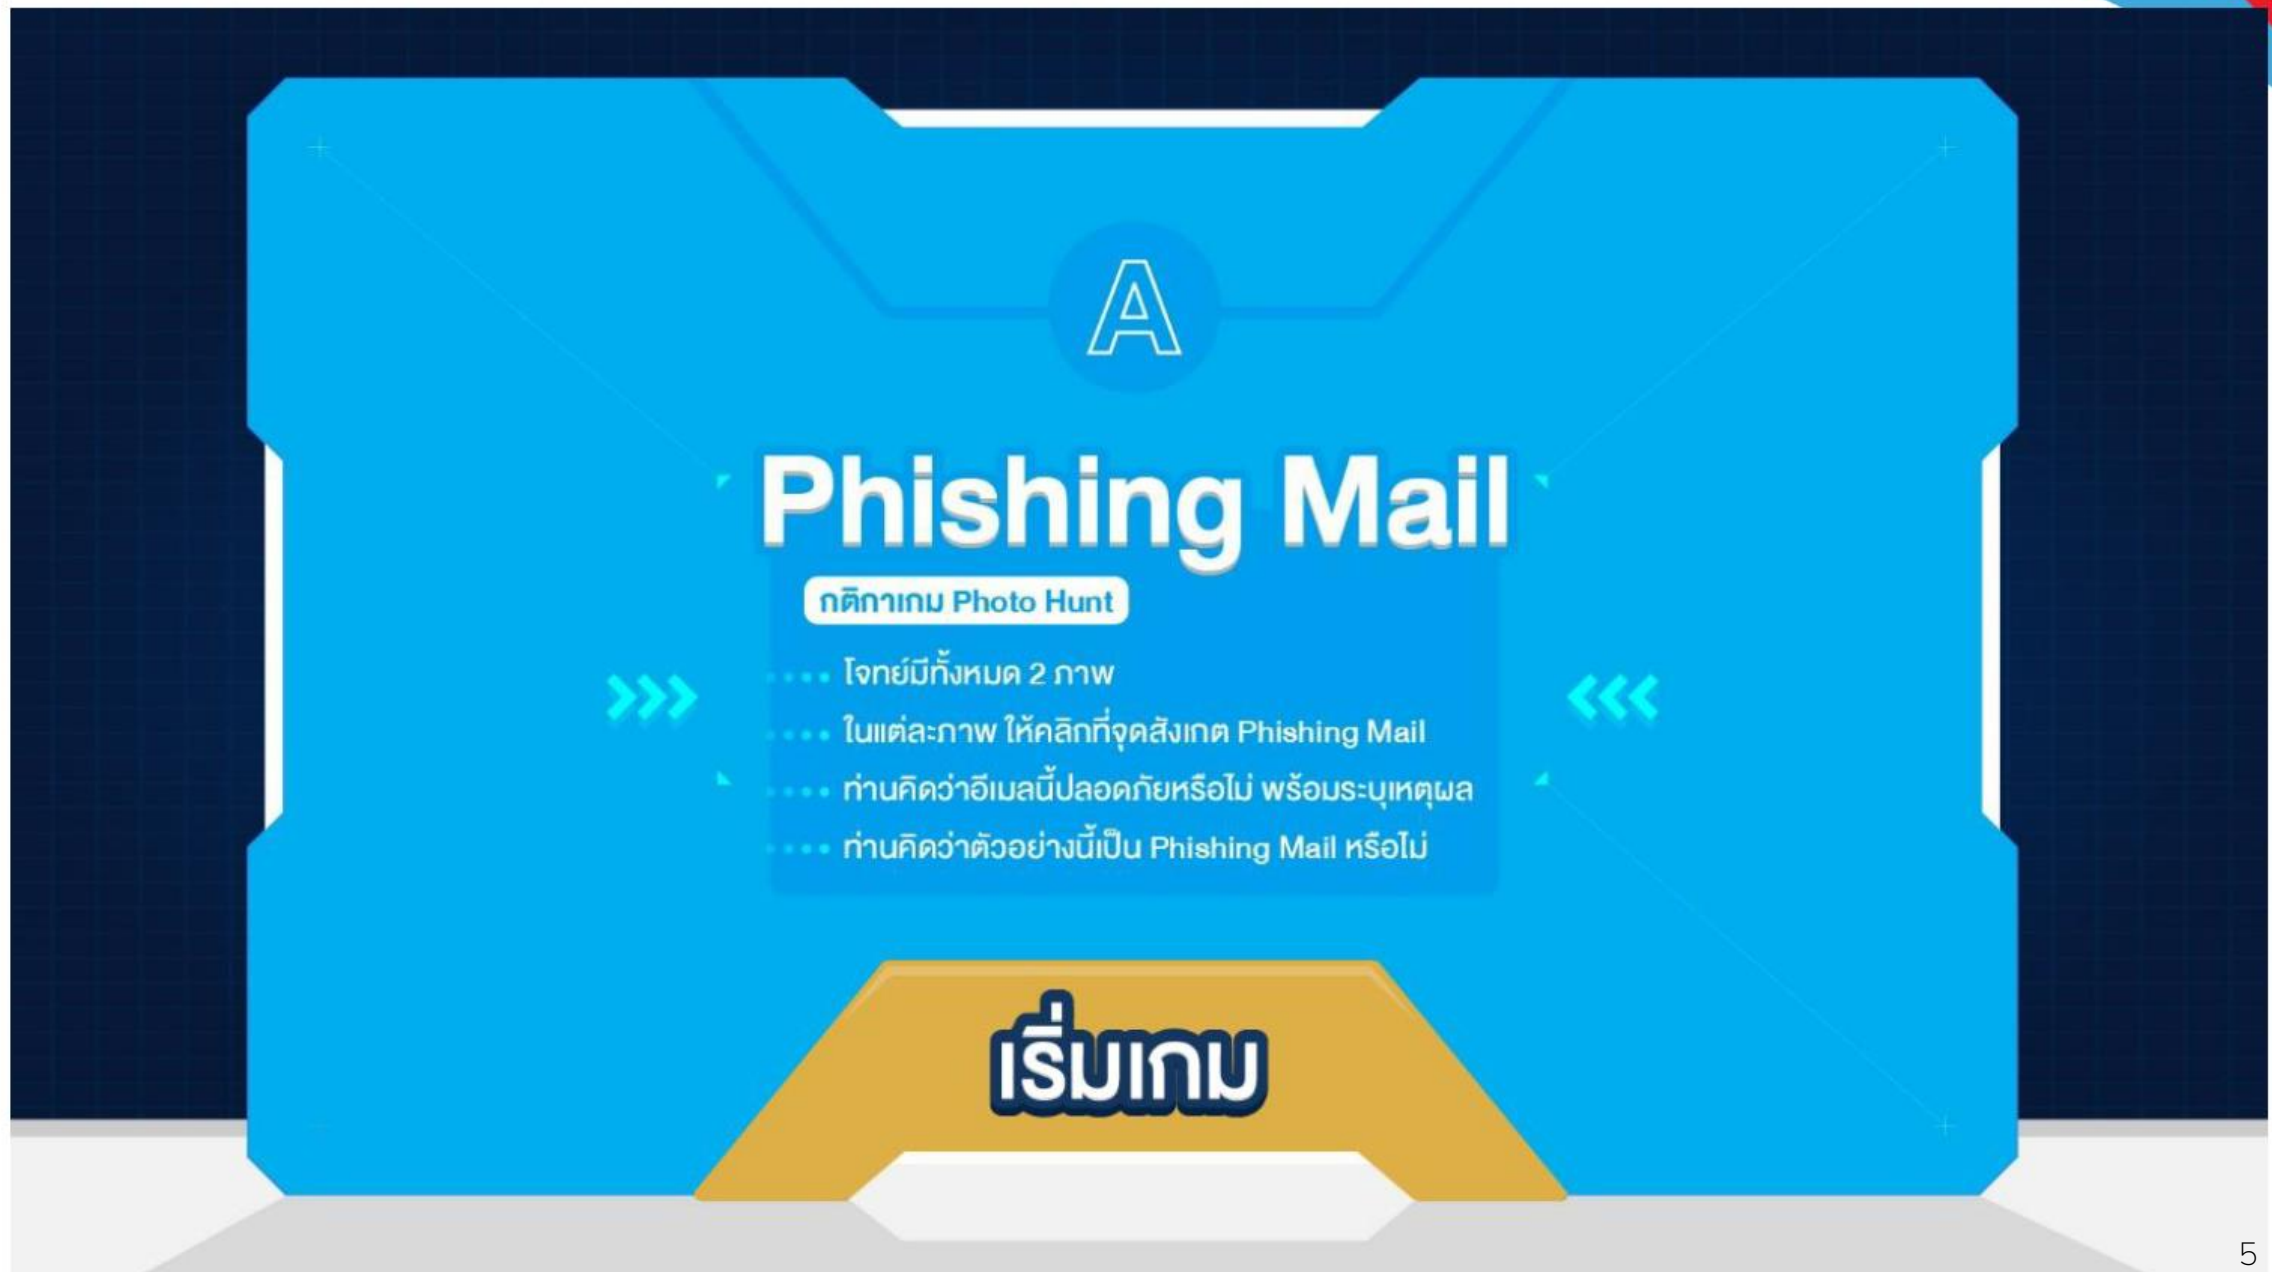 A
Phishing Mail
กติกาเกม Photo Hunt
โจทย์มีทั้งหมด 2 ภาพ
ในแต่ละภาพ ให้คลิกที่จุดสังเกต Phishing Mail
ท่านคิดว่าอีเมลนี้ปลอดภัยหรือไม่ พร้อมระบุเหตุผล
ท่านคิดว่าตัวอย่างนี้เป็น Phishing Mail หรือไม่
เริ่มเกม
5